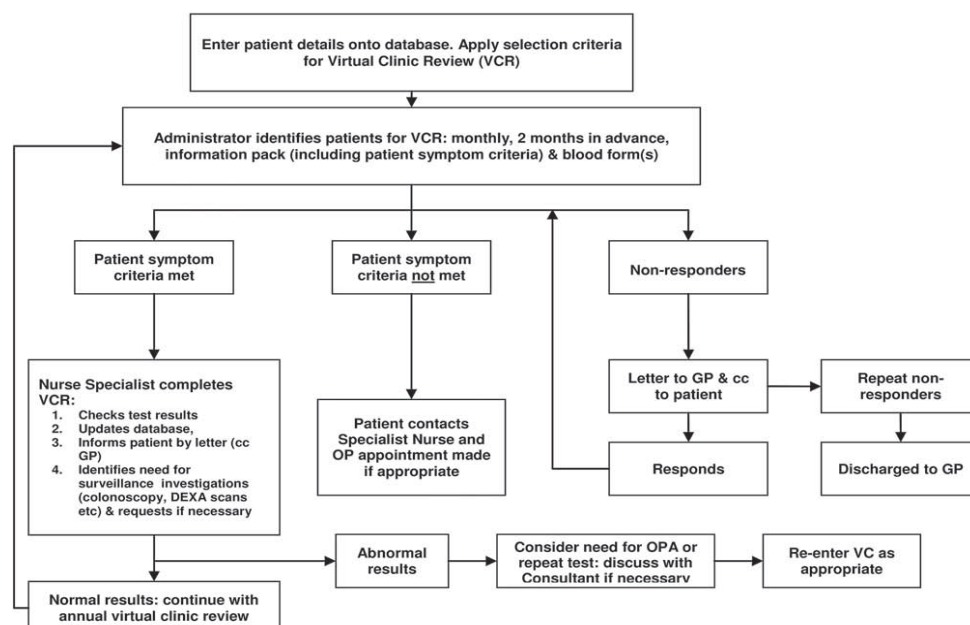 Enter patient details onto database. Apply selection criteria
for Virtual Clinic Review (VCR)
Administrator identifies patients for VCR: monthly, 2 months in advance,
information pack (including patient symptom criteria) & blood form(s)
Patient symptom
criteria met
Patient symptom
criteria not met
Non-responders
Nurse Specialist completes
VCR:
1. Checks test results
2. Updates database,
3. Informs patient by letter (cc
GP)
4. Identifies need for
surveillance investigations
(colonoscopy, DEXA scans
etc) & requests if necessary
Patient contacts
Specialist Nurse and
OP appointment made
if appropriate
Letter to GP & cc
to patient
Repeat non-
responders
Responds
Discharged to GP
Abnormal
results
Consider need for OPA or
repeat test: discuss with
Consultant if necessary
Re-enter VC as
appropriate
Normal results: continue with
annual virtual clinic review